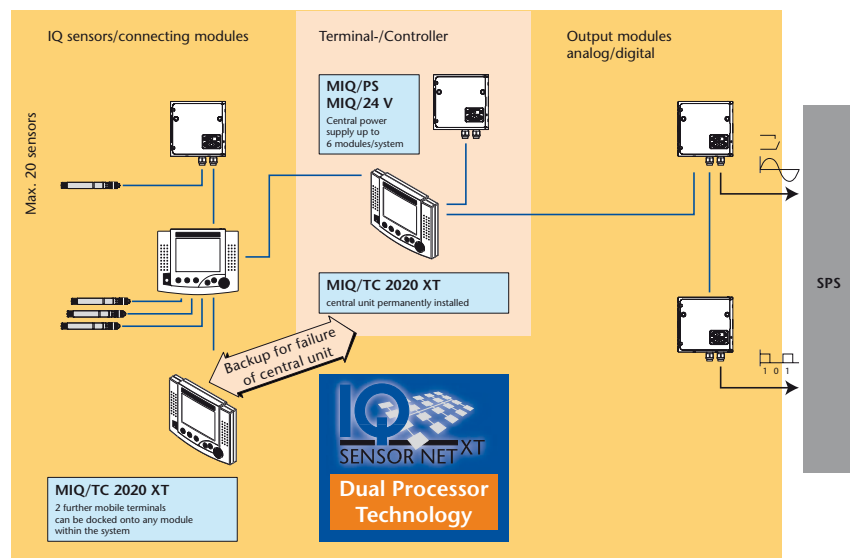 IQ sensors/connecting modules
Terminal-/Controller
Output modules
analog/digital
Max. 20 sensors
MIQ/PS
MIQ/24 V
Central power
supply up to
6 modules/system
MIQ/TC 2020 XT
central unit permanently installed
SPS
Backup for failure
of central unit
1 0 1
MIQ/TC 2020 XT
2 further mobile terminals
can be docked onto any module
within the system
IQ
SENSOR NET XT
Dual Processor
Technology